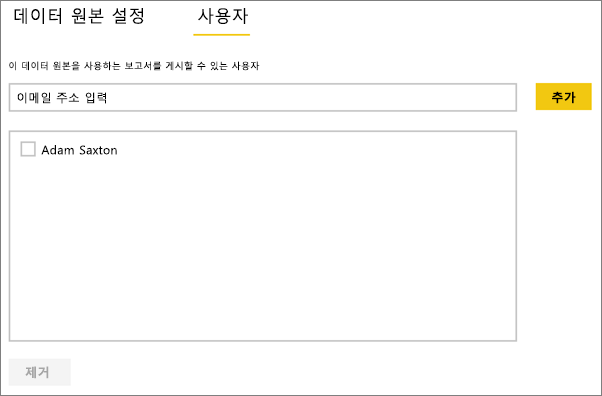 데이터 원본 설정 사용자
이 데이터 원본을 사용하는 보고서를 게시할 수 있는 사용자
이메일 주소 입력
추가
Adam Saxton
제거